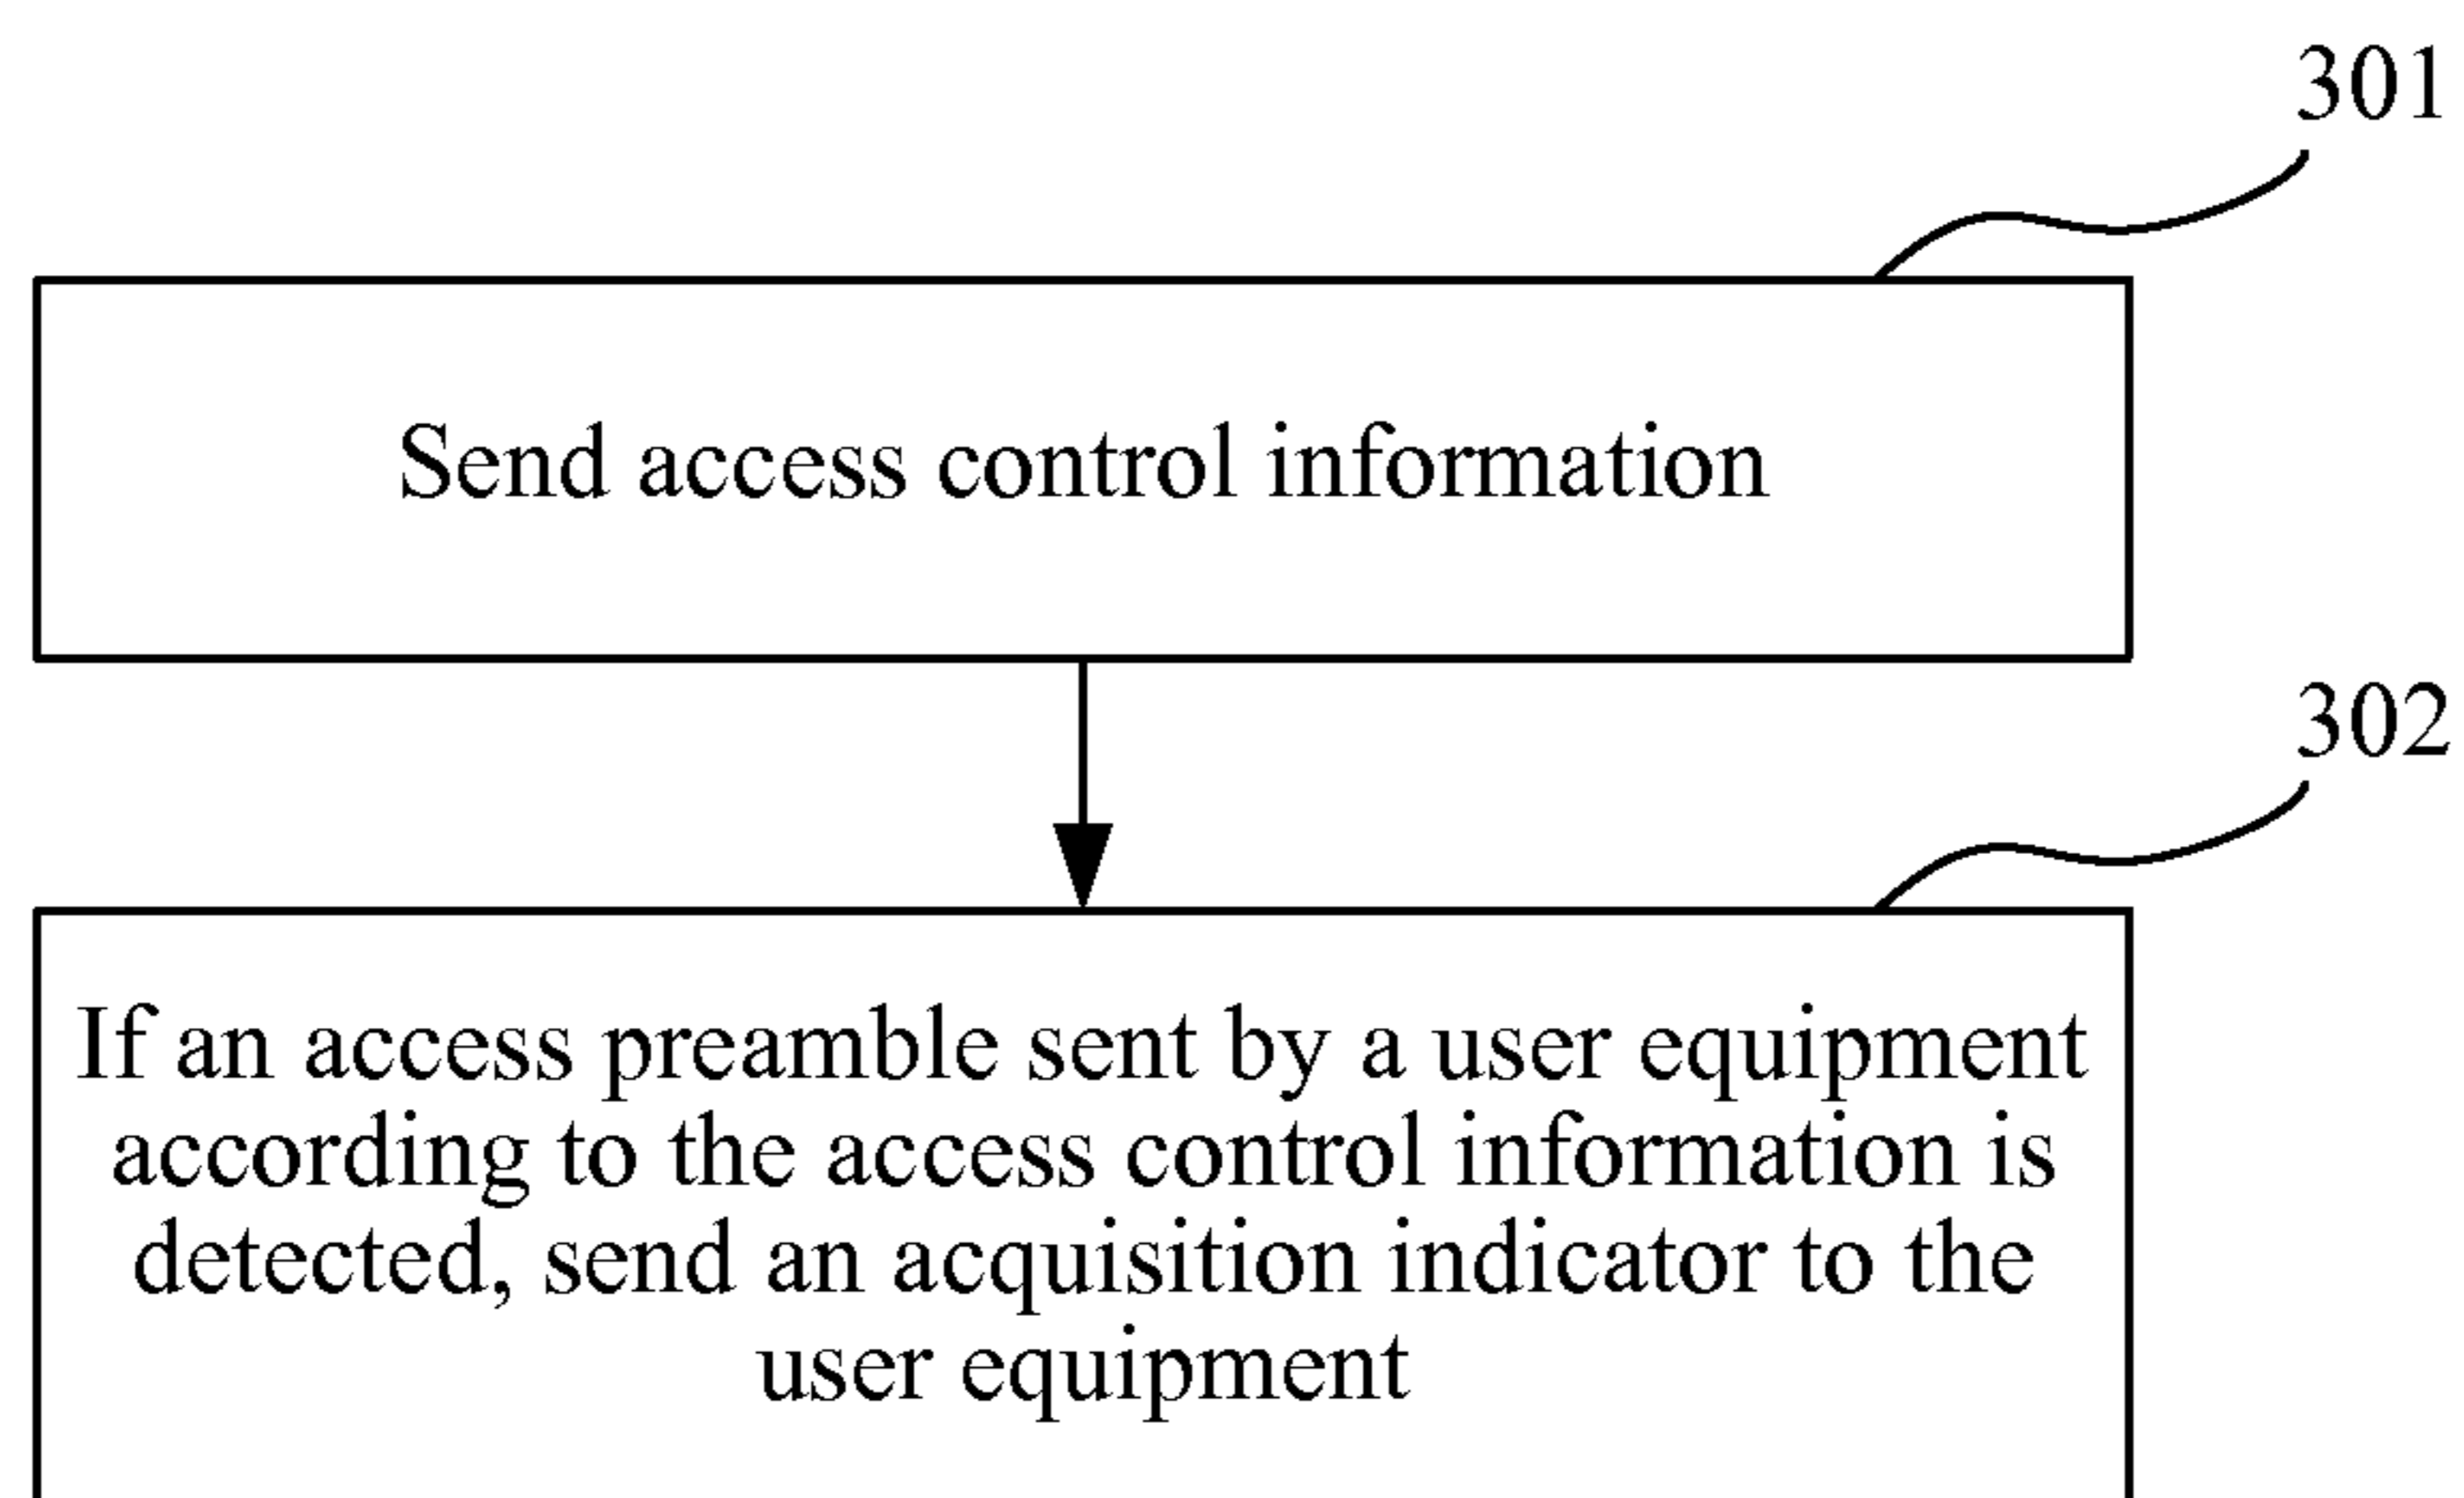 301
Send access control information
302
If an access preamble sent by a user equipment
according to the access control information is
detected, send an acquisition indicator to the
user equipment